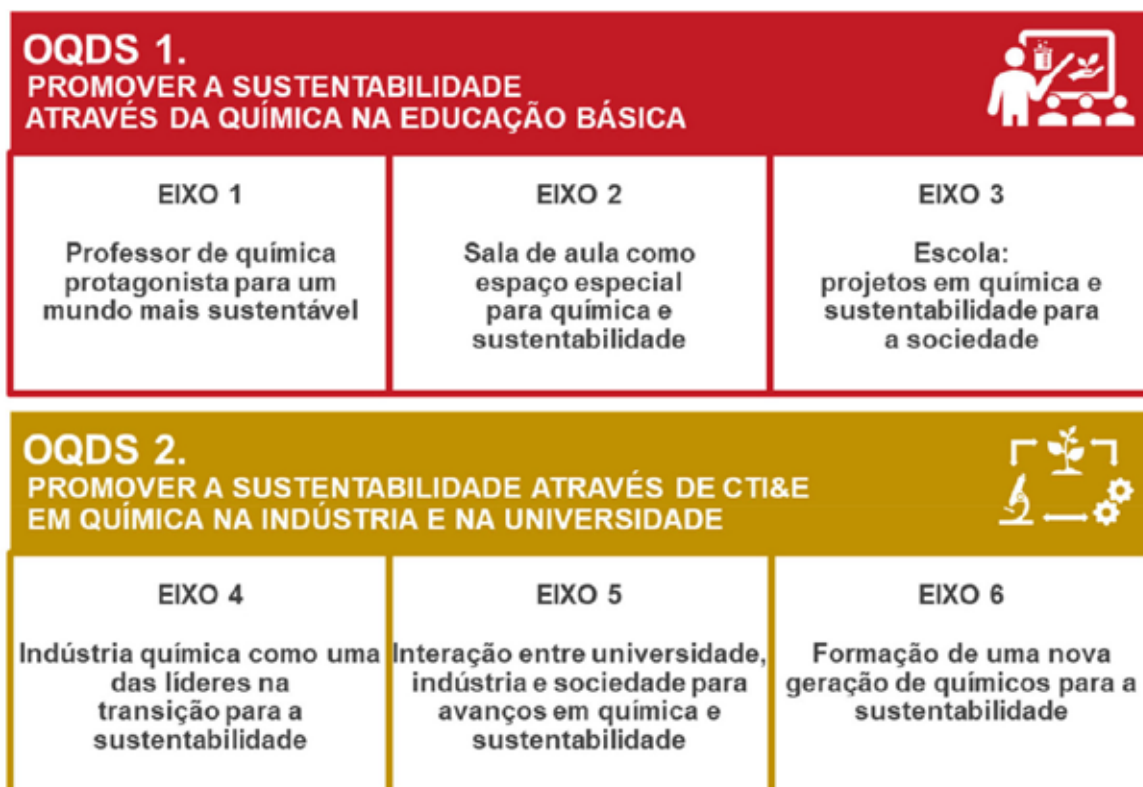 OQDS 1.
PROMOVER A SUSTENTABILIDADE
ATRAVÉS DA QUÍMICA NA EDUCAÇÃO BÁSICA
EIXO 1
Professor de química
protagonista para um
mundo mais sustentável
EIXO 2
Sala de aula como
espaço especial
para química e
sustentabilidade
EIXO 3
Escola:
projetos em química e
sustentabilidade para
a sociedade
OQDS 2.
PROMOVER A SUSTENTABILIDADE ATRAVÉS DE CTI&E
EM QUÍMICA NA INDÚSTRIA E NA UNIVERSIDADE
EIXO 4
Indústria química como uma
das líderes na
transição para a
sustentabilidade
EIXO 5
Interação entre universidade,
indústria e sociedade para
avanços em química e
sustentabilidade
EIXO 6
Formação de uma nova
geração de químicos para a
sustentabilidade